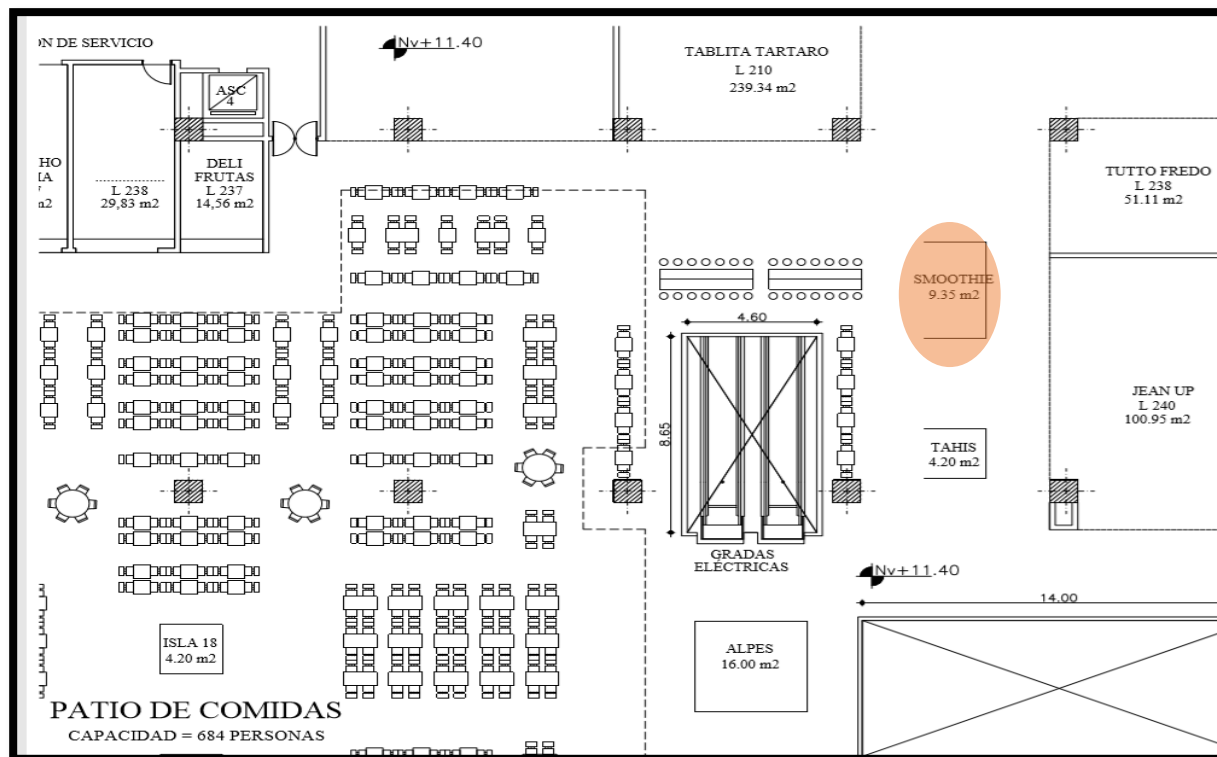 ÓN DE SERVICIO
ASC
4
HO
IA
7
m2
L 238
29,83 m2
DELI
FRUTAS
L 237
14,56 m2
Nv+11.40
TABLITA TARTARO
L 210
239.34 m2
TUTTO FREDO
L 238
51.11 m2
SMOOTHIE
9.35 m2
4.60
8.65
JEAN UP
L 240
100.95 m2
TAHIS
4.20 m2
GRADAS
ELÉCTRICAS
Nv+11.40
14.00
ISLA 18
4.20 m2
ALPES
16.00 m2
PATIO DE COMIDAS
CAPACIDAD = 684 PERSONAS